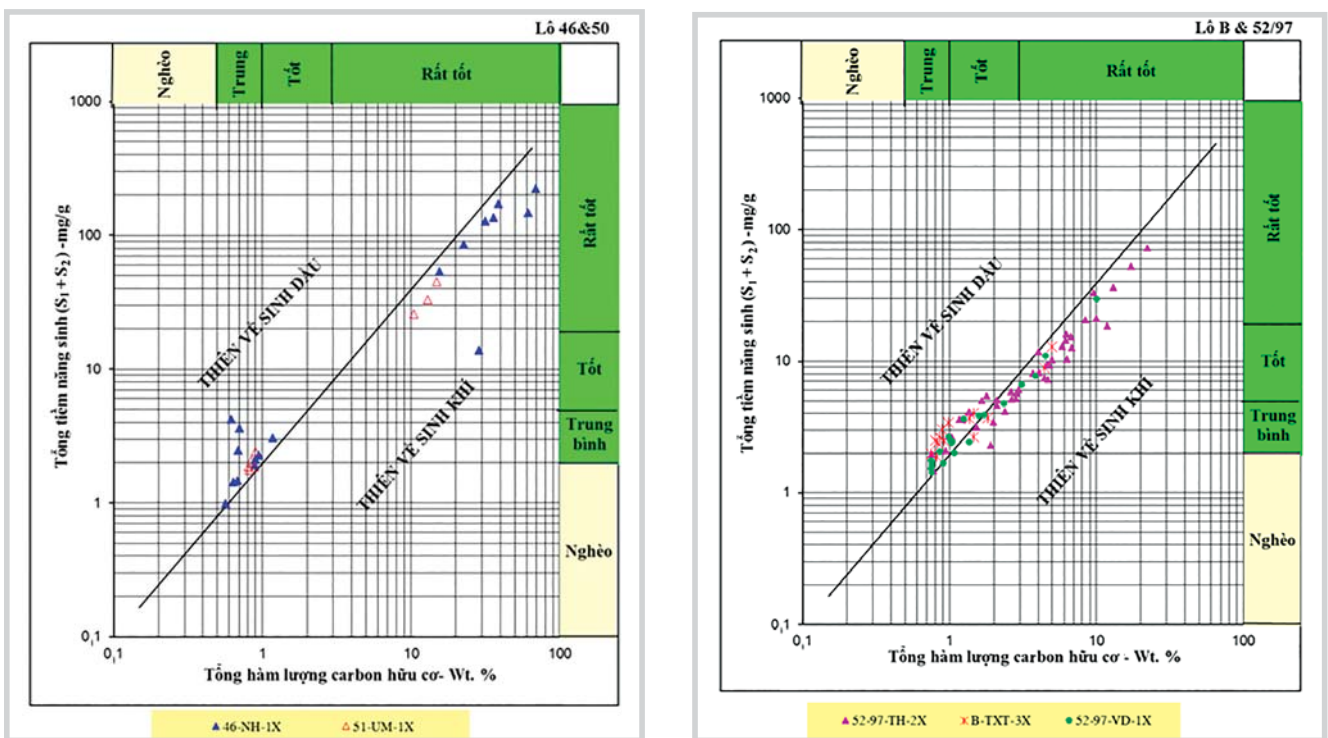 Lô 46&50
Nghèo
Trung
Tốt
Rất tốt
1000
100
10
1
0,1
Tổng tiềm năng sinh (S1 + S2) -mg/g
THIÊN VỀ SINH DẦU
THIÊN VỀ SINH KHÍ
Rất tốt
Tốt
Trung
bình
Nghèo
0,1
1
10
100
Tổng hàm lượng carbon hữu cơ- Wt. %
46-NH-1X
51-UM-1X
Lô B & 52/97
Nghèo
Trung
Tốt
Rất tốt
1000
100
10
1
0,1
Tổng tiềm năng sinh (S1 + S2) -mg/g
THIÊN VỀ SINH DẦU
THIÊN VỀ SINH KHÍ
Rất tốt
Tốt
Trung
bình
Nghèo
0,1
1
10
100
Tổng hàm lượng carbon hữu cơ - Wt. %
52-97-TH-2X
B-TXT-3X
52-97-VD-1X